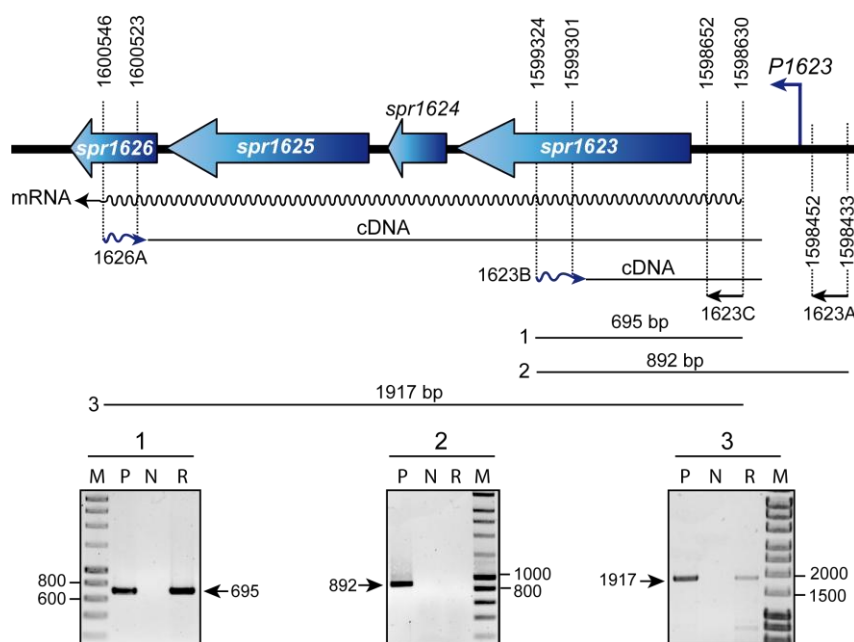 1600546
1600523
1599324
1599301
1598652
1598630
P1623
spr1626
spr1625
spr1624
spr1623
1598452
1598433
mRNA
cDNA
1626A
1623B
cDNA
1623C
1623A
1 695 bp
2 892 bp
3 1917 bp
1
M P N R
800
600
695
2
P N R M
892
1000
800
3
P N R M
1917
2000
1500